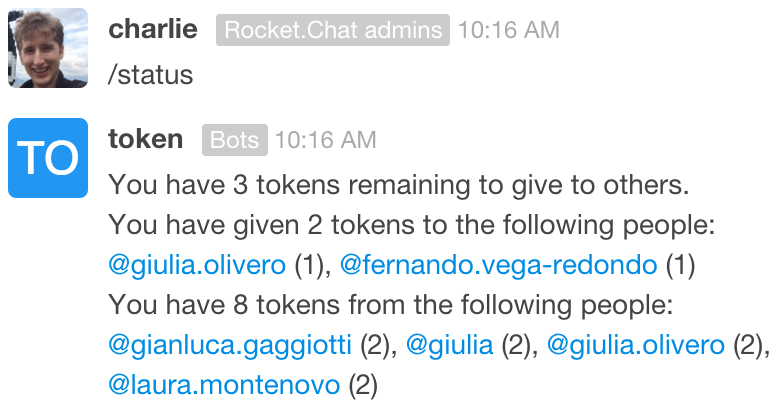 charlie Rocket.Chat admins 10:16 AM
/status
TO
token Bots 10:16 AM
You have 3 tokens remaining to give to others.
You have given 2 tokens to the following people:
@giulia.olivero (1), @fernando.vega-redondo (1)
You have 8 tokens from the following people:
@gianluca.gaggiotti (2), @giulia (2), @giulia.olivero (2),
@laura.montenovo (2)